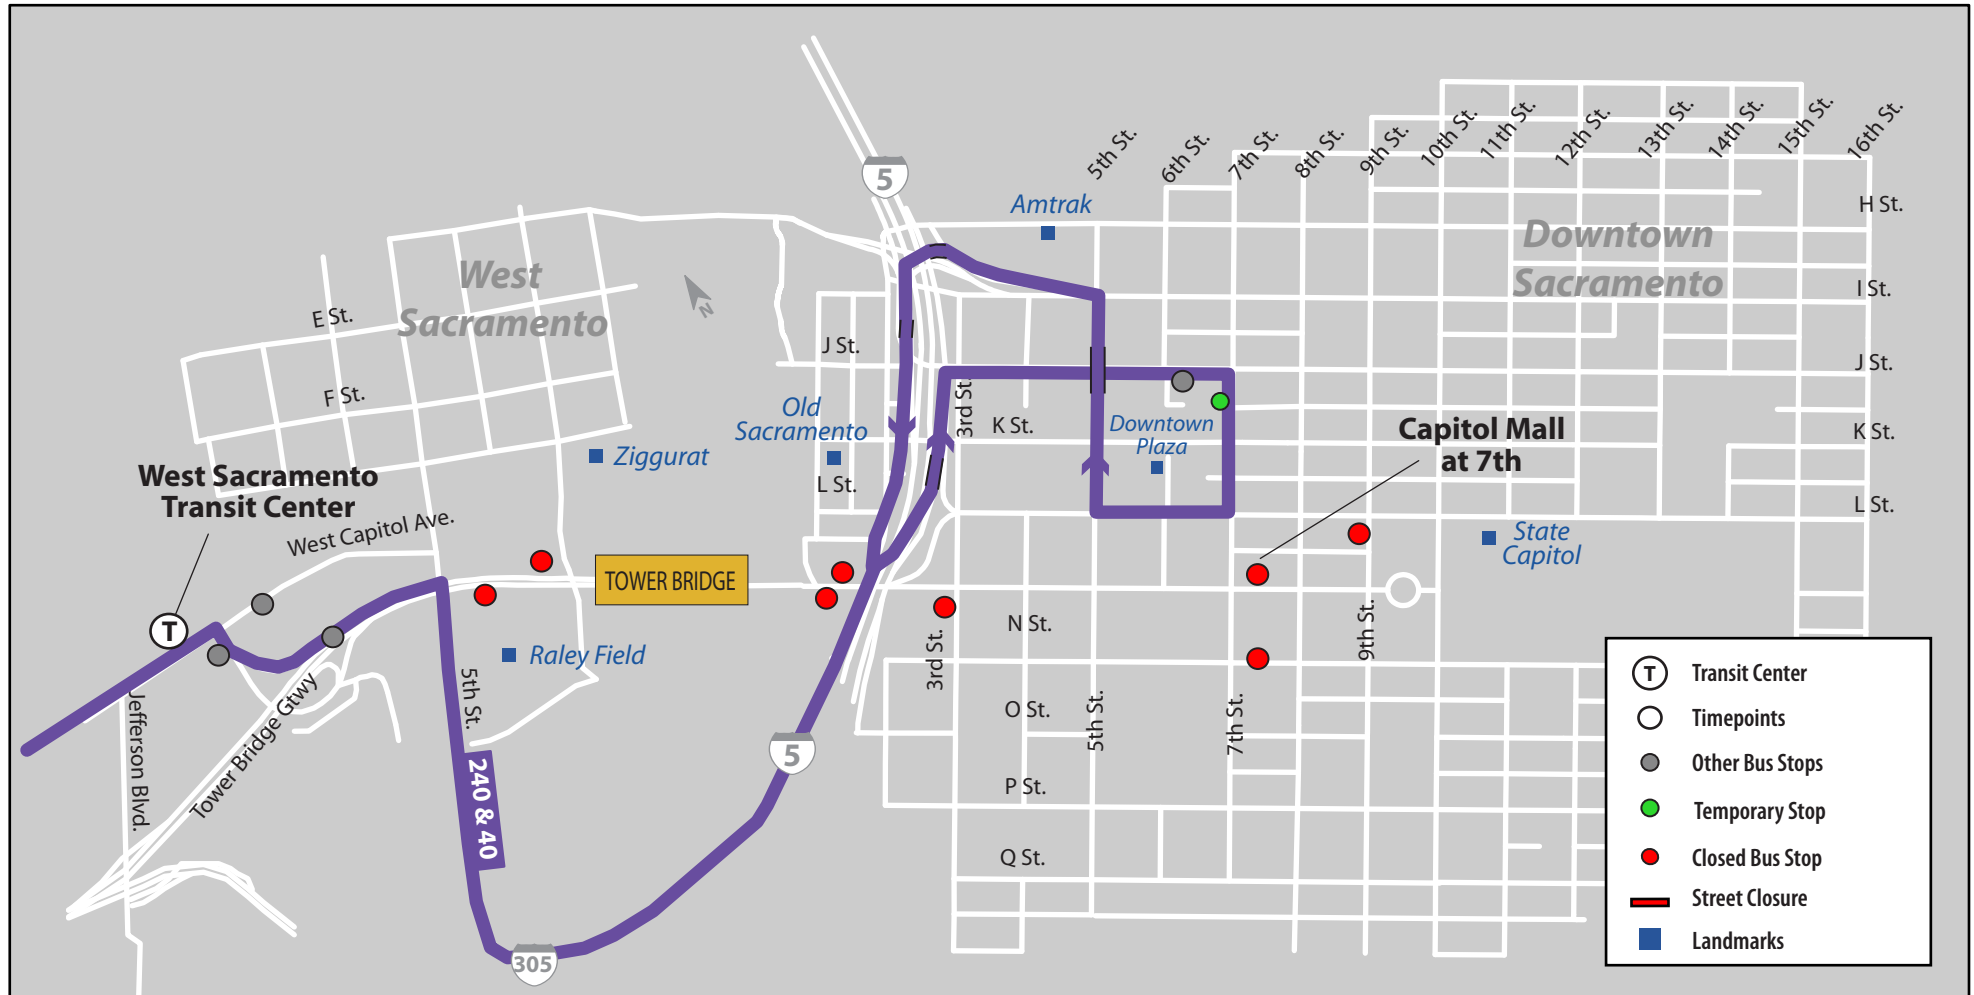 5th St.
6th St.
7th St.
8th St.
9th St.
10th St.
11th St.
12th St.
13th St.
14th St.
15th St.
16th St.
5
Amtrak
H St.
Downtown
Sacramento
West
Sacramento
N
I St.
E St.
J St.
J St.
F St.
Old
Sacramento
3rd St.
K St.
Downtown
Plaza
Capitol Mall
at 7th
K St.
Ziggurat
West Sacramento
Transit Center
L St.
L St.
West Capitol Ave.
State
Capitol
TOWER BRIDGE
T
N St.
9th St.
Raley Field
3rd St.
5th St.
Jefferson Blvd.
Tower Bridge Gtwy
O St.
5th St.
7th St.
5
240 & 40
P St.
Q St.
305
T Transit Center
Timepoints
Other Bus Stops
Temporary Stop
Closed Bus Stop
Street Closure
Landmarks